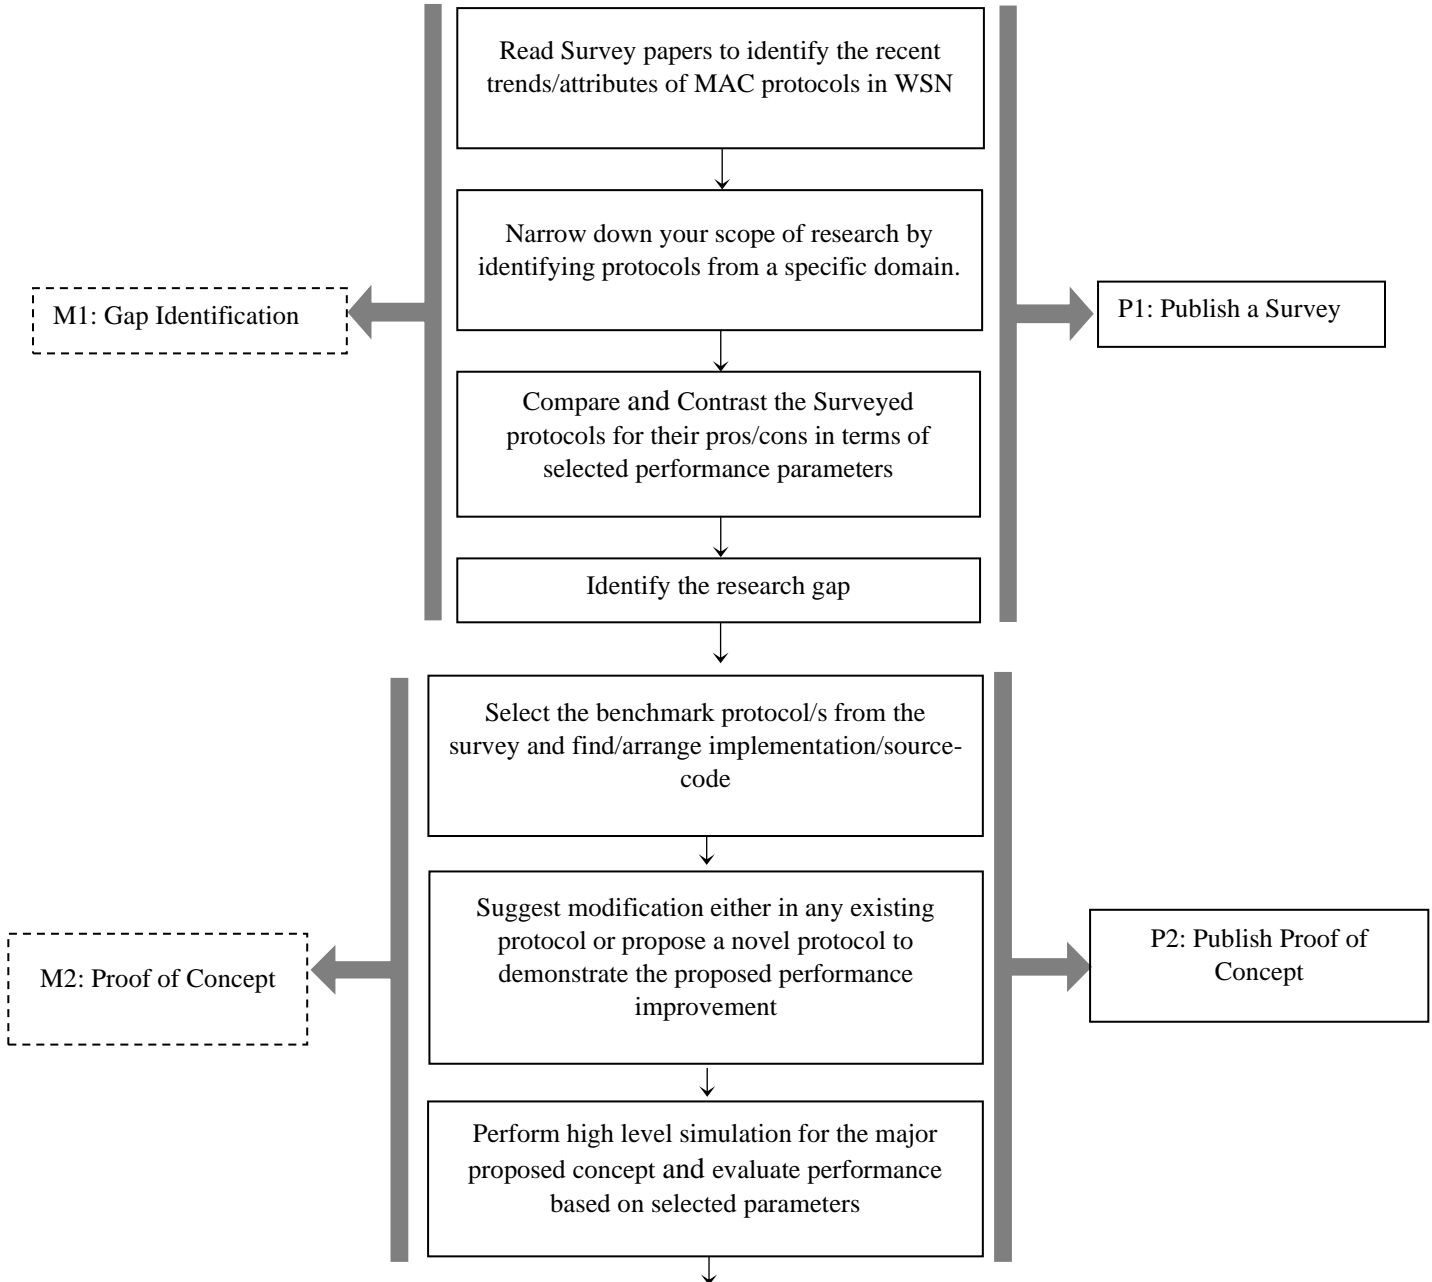 Read Survey papers to identify the recent
trends/attributes of MAC protocols in WSN
Narrow down your scope of research by
identifying protocols from a specific domain.
M1: Gap Identification
P1: Publish a Survey
Compare and Contrast the Surveyed
protocols for their pros/cons in terms of
selected performance parameters
Identify the research gap
Select the benchmark protocol/s from the
survey and find/arrange implementation/source-
code
Suggest modification either in any existing
protocol or propose a novel protocol to
demonstrate the proposed performance
improvement
M2: Proof of Concept
P2: Publish Proof of
Concept
Perform high level simulation for the major
proposed concept and evaluate performance
based on selected parameters